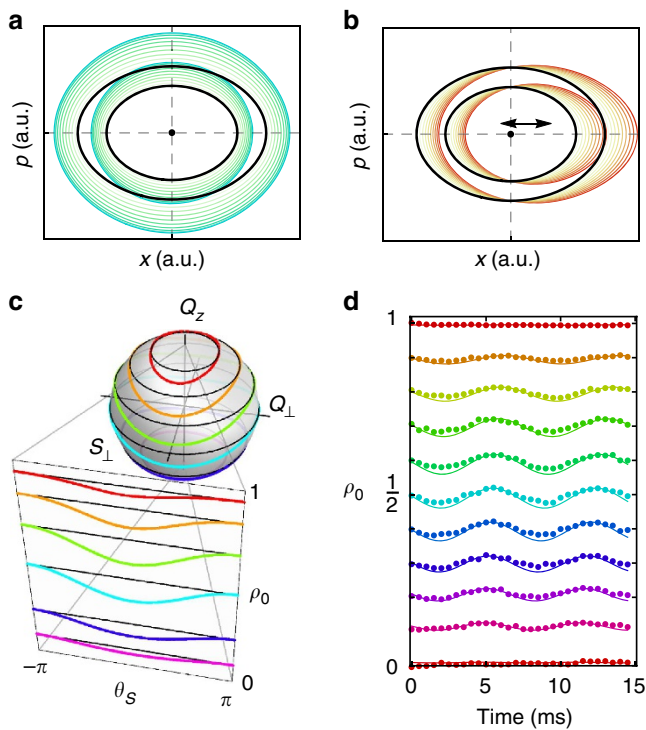 a
b
p (a.u.)
p (a.u.)
x (a.u.)
x (a.u.)
c
d
Q_z
Q_⊥
S_⊥
1
ρ_0
−π
θ_S
π
0
1
1
2
ρ_0
0
0
5
10
15
Time (ms)